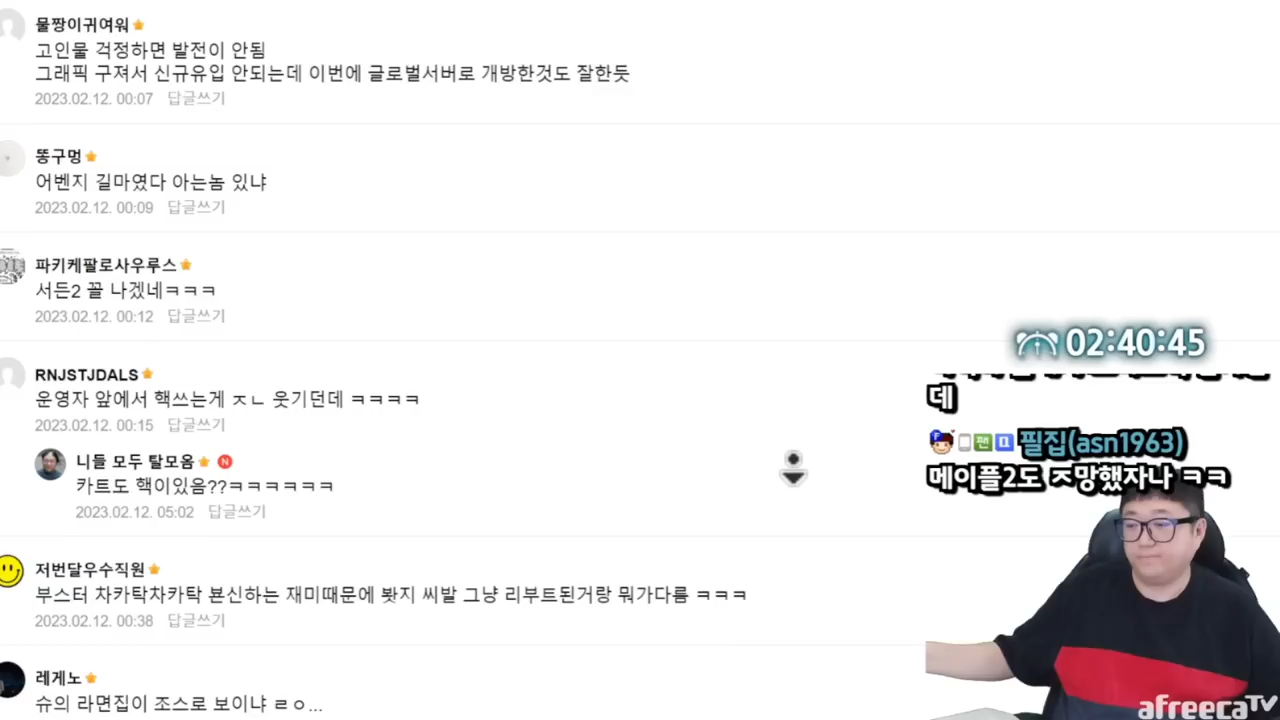 물짱이귀여워
고인물 걱정하면 발전이 안됨
그래픽 구져서 신규유입 안되는데 이번에 글로벌서버로 개방한것도 잘한듯
2023.02.12. 00:07 답글쓰기
똥구멍
어벤지 길마였다 아는놈 있냐
2023.02.12. 00:09 답글쓰기
파키케팔로사우루스
서든2 꼴 나겠네ㅋㅋㅋ
2023.02.12. 00:12 답글쓰기
02:40:45
RNJSTJDALS
운영자 앞에서 핵쓰는게 ㅈㄴ 웃기던데 ㅋㅋㅋㅋ
2023.02.12. 00:15 답글쓰기
데
팬
필집(asn1963)
메이플2도 ㅈ망했자나 ㅋㅋ
니들 모두 탈모옴 N
카트도 핵이있음??ㅋㅋㅋㅋㅋㅋ
2023.02.12. 05:02 답글쓰기
저번달우수직원
부스터 차카탁차카탁 뵨신하는 재미때문에 봣지 씨발 그냥 리부트된거랑 뭐가다름 ㅋㅋㅋ
2023.02.12. 00:38 답글쓰기
레게노
슈의 라면집이 조스로 보이냐 ㄹㅇ...
afreecaTV